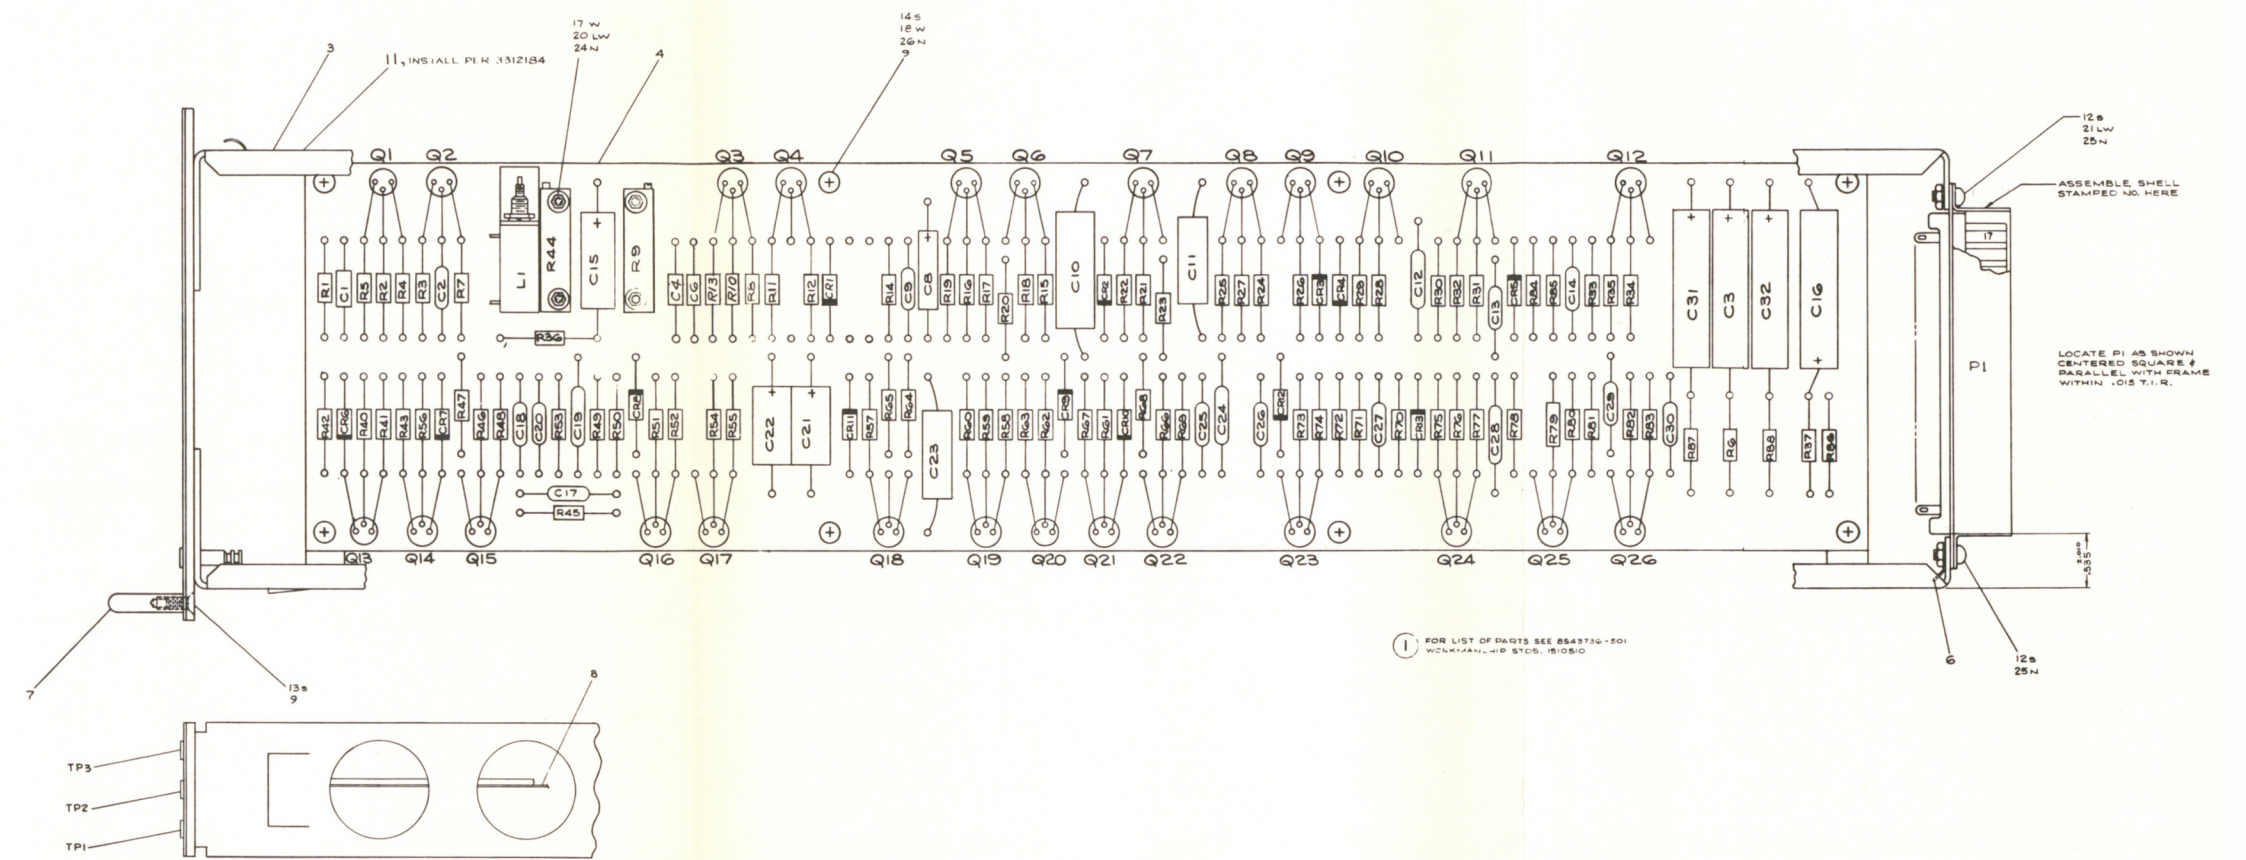 17 W
20 LW
24 N
14 S
18 W
26 N
9
3
11, INSTALL PER 3312184
4
12 S
21 LW
25 N
ASSEMBLE SHELL
STAMPED NO. HERE
Q1 Q2 Q3 Q4 Q5 Q6 Q7 Q8 Q9 Q10 Q11 Q12
17
R1 C1 R5 R2 R4 R3 C2 R7 L1 R44 C15 R9 C4 C6 R13 R10 R8 R11 R12 CR1 R14 C9 C8 R19 R16 R17 R20 R18 R15 C10 CR2 R22 R21 R23 C11 R25 R27 R24 R26 CR3 CR4 R29 R28 C12 R30 R32 R31 C13 CR5 R84 R85 C14 R33 R35 R34 C31 C3 C32 C16
R36
P1
LOCATE P1 AS SHOWN
CENTERED SQUARE &
PARALLEL WITH FRAME
WITHIN .015 T.I.R.
R42 CR6 R40 R41 R43 R56 CR7 R47 R46 R48 C18 C20 R53 C19 R49 R50 CR8 R51 R52 R54 R55 C22 C21 CR11 R57 R65 R64 C23 R60 R59 R58 R63 R62 CR9 R67 R61 CR10 R68 R66 R69 C25 C24 C26 CR12 R73 R74 R72 R71 C27 R70 CR13 R75 R76 R77 C28 R78 R79 R80 R81 C29 R82 R83 C30 R87 R6 R88 R37 R86
C17
R45
Q13 Q14 Q15 Q16 Q17 Q18 Q19 Q20 Q21 Q22 Q23 Q24 Q25 Q26
±.010
.535
1 FOR LIST OF PARTS SEE 8543736-501
WORKMANSHIP STDS. 1510510
6
12 S
25 N
7
13 S
9
8
TP3
TP2
TP1